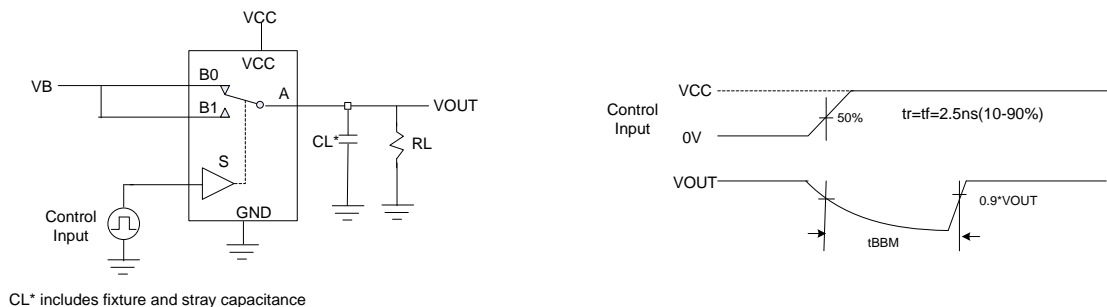 VCC
VCC
B0
VB
A
B1
VOUT
CL*
RL
S
GND
Control
Input
CL* includes fixture and stray capacitance
VCC
Control
Input
50%
tr=tf=2.5ns(10-90%)
0V
VOUT
0.9*VOUT
tBBM